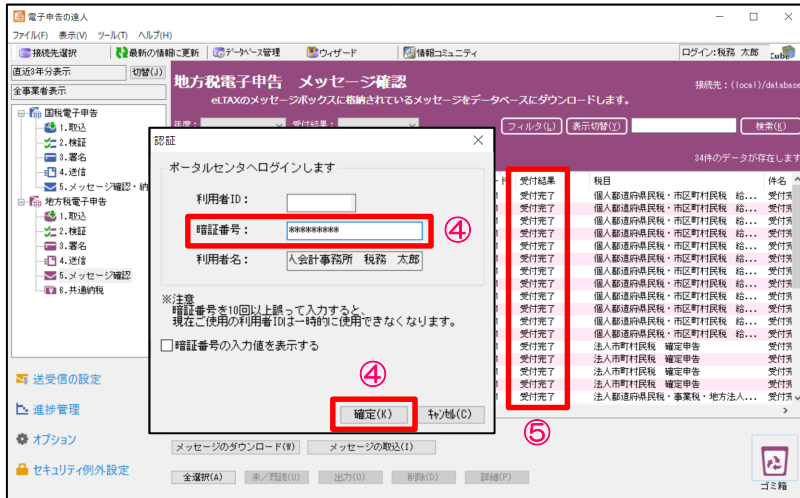 電子申告の達人
ファイル(F) 表示(V) ツール(T) ヘルプ(H)
接続先選択 最新の情報に更新 データベース管理 ウィザード 情報コミュニティ ログイン:税務 太郎 Cube
直近3年分表示 切替(J)
全事業者表示
国税電子申告
1.取込
2.検証
3.署名
4.送信
5.メッセージ確認・納
地方税電子申告
1.取込
2.検証
3.署名
4.送信
5.メッセージ確認
6.共通納税
送受信の設定
進捗管理
オプション
セキュリティ例外設定
地方税電子申告 メッセージ確認
接続先：(local)/database
eLTAXのメッセージボックスに格納されているメッセージをデータベースにダウンロードします。
年度： 受付結果：
フィルタ(L) 表示切替(Y) 検索(E)
34件のデータが存在しま
受付結果 税目 件名
受付完了 個人都道府県民税・市区町村民税 給... 受付完
受付完了 個人都道府県民税・市区町村民税 給... 受付完
受付完了 個人都道府県民税・市区町村民税 給... 受付完
受付完了 個人都道府県民税・市区町村民税 給... 受付完
受付完了 個人都道府県民税・市区町村民税 給... 受付完
受付完了 個人都道府県民税・市区町村民税 給... 受付完
受付完了 個人都道府県民税・市区町村民税 給... 受付完
受付完了 個人都道府県民税・市区町村民税 給... 受付完
受付完了 個人都道府県民税・市区町村民税 給... 受付完
受付完了 個人都道府県民税・市区町村民税 給... 受付完
受付完了 個人都道府県民税・市区町村民税 給... 受付完
受付完了 法人市町村民税 確定申告 受付完
受付完了 法人市町村民税 確定申告 受付完
受付完了 法人市町村民税 確定申告 受付完
受付完了 法人市町村民税 確定申告 受付完
受付完了 法人都道府県民税・事業税・地方法人... 受付完
⑤
認証
ポータルセンタへログインします
利用者ID：
暗証番号： *********
④
利用者名： 人会計事務所 税務 太郎
※注意
暗証番号を10回以上誤って入力すると、
現在ご使用の利用者IDは一時的に使用できなくなります。
暗証番号の入力値を表示する
④
確定(K) ｷｬﾝｾﾙ(C)
メッセージのダウンロード(W) メッセージの取込(I)
全選択(A) 未／既読(U) 出力(O) 削除(D) 詳細(P)
ゴミ箱